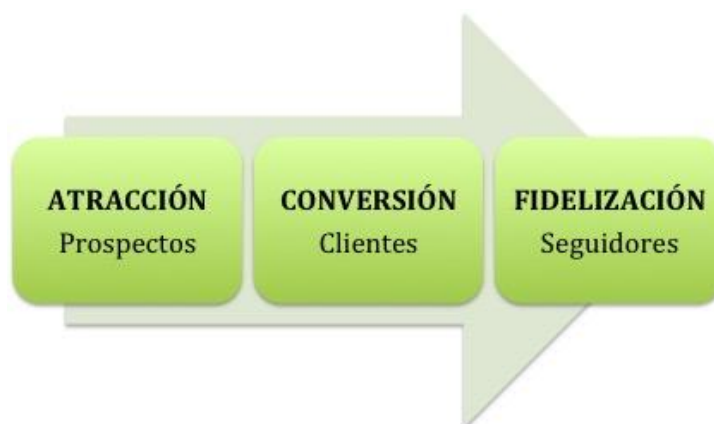 ATRACCIÓN
Prospectos
CONVERSIÓN
Clientes
FIDELIZACIÓN
Seguidores